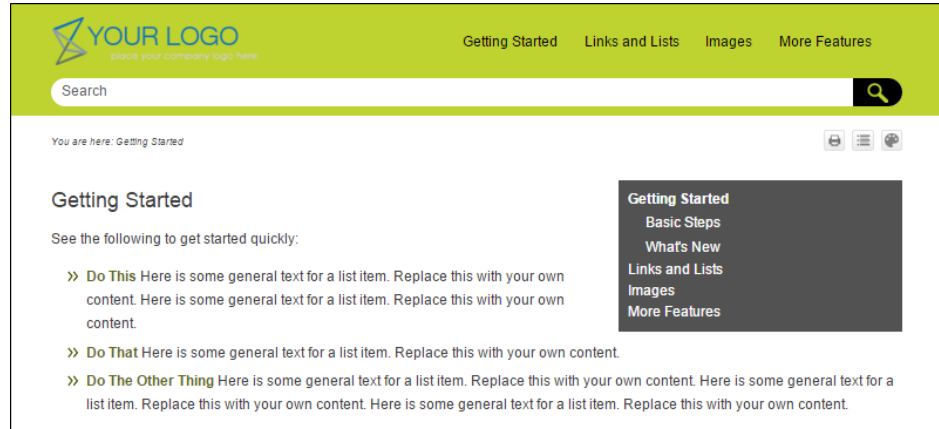 YOUR LOGO
place your company logo here
Getting Started Links and Lists Images More Features
Search
You are here: Getting Started
Getting Started
See the following to get started quickly:
» Do This Here is some general text for a list item. Replace this with your own
content. Here is some general text for a list item. Replace this with your own
content.
» Do That Here is some general text for a list item. Replace this with your own content.
» Do The Other Thing Here is some general text for a list item. Replace this with your own content. Here is some general text for a
list item. Replace this with your own content. Here is some general text for a list item. Replace this with your own content.
Getting Started
Basic Steps
What's New
Links and Lists
Images
More Features